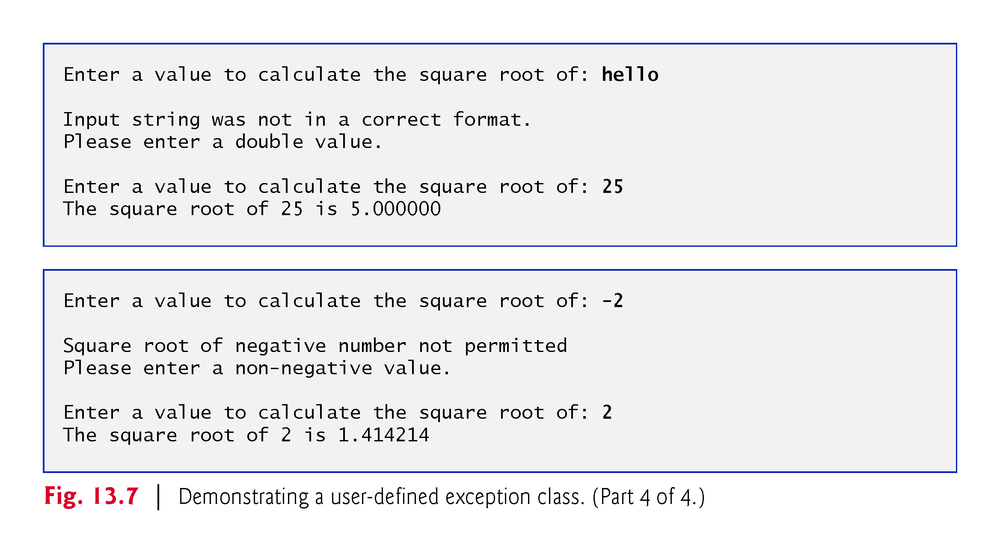 Enter a value to calculate the square root of: hello
Input string was not in a correct format.
Please enter a double value.
Enter a value to calculate the square root of: 25
The square root of 25 is 5.000000
Enter a value to calculate the square root of: -2
Square root of negative number not permitted
Please enter a non-negative value.
Enter a value to calculate the square root of: 2
The square root of 2 is 1.414214
Fig. 13.7 | Demonstrating a user-defined exception class. (Part 4 of 4.)